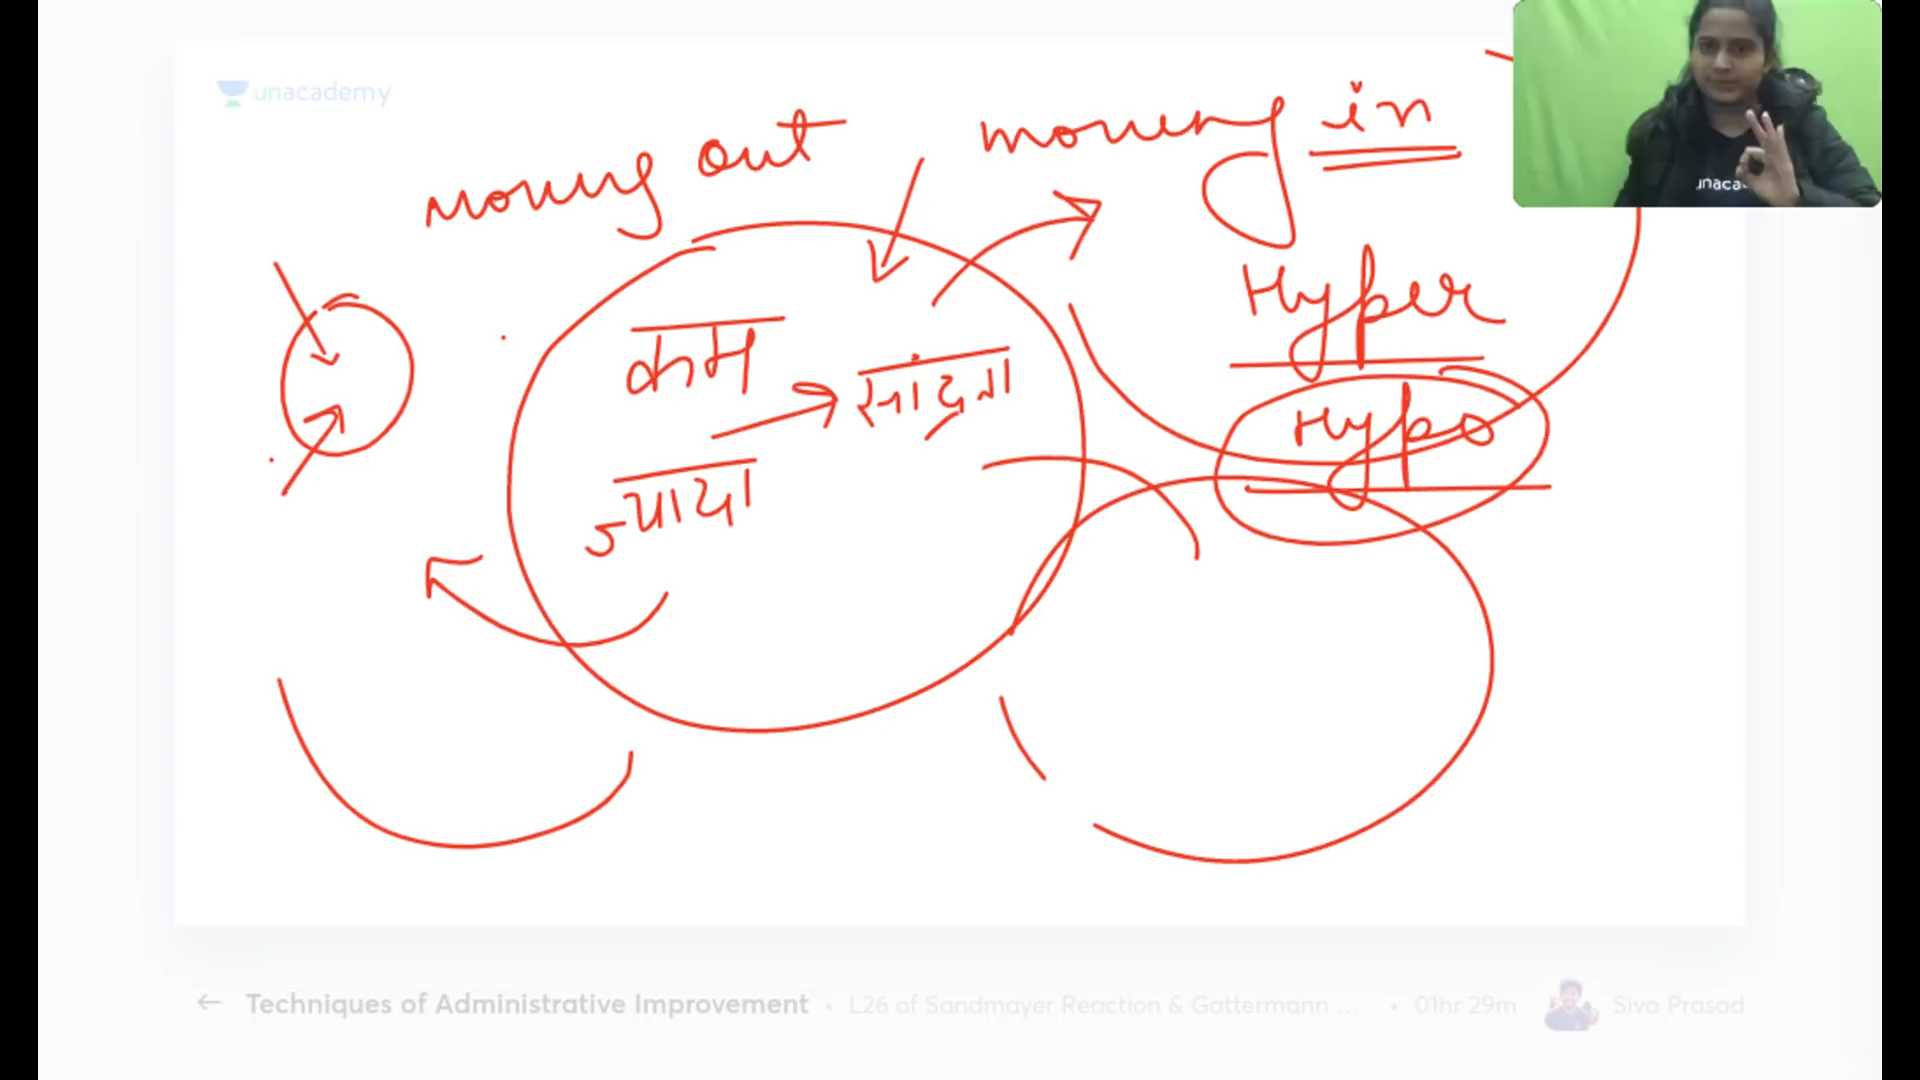 unacademy
moving out
moving in
Hyper
Hypo
कम
सांद्रता
ज्यादा
unaca
← Techniques of Administrative Improvement • L26 of Sandmayer Reaction & Gattermann ... • 01hr 29m Siva Prasad